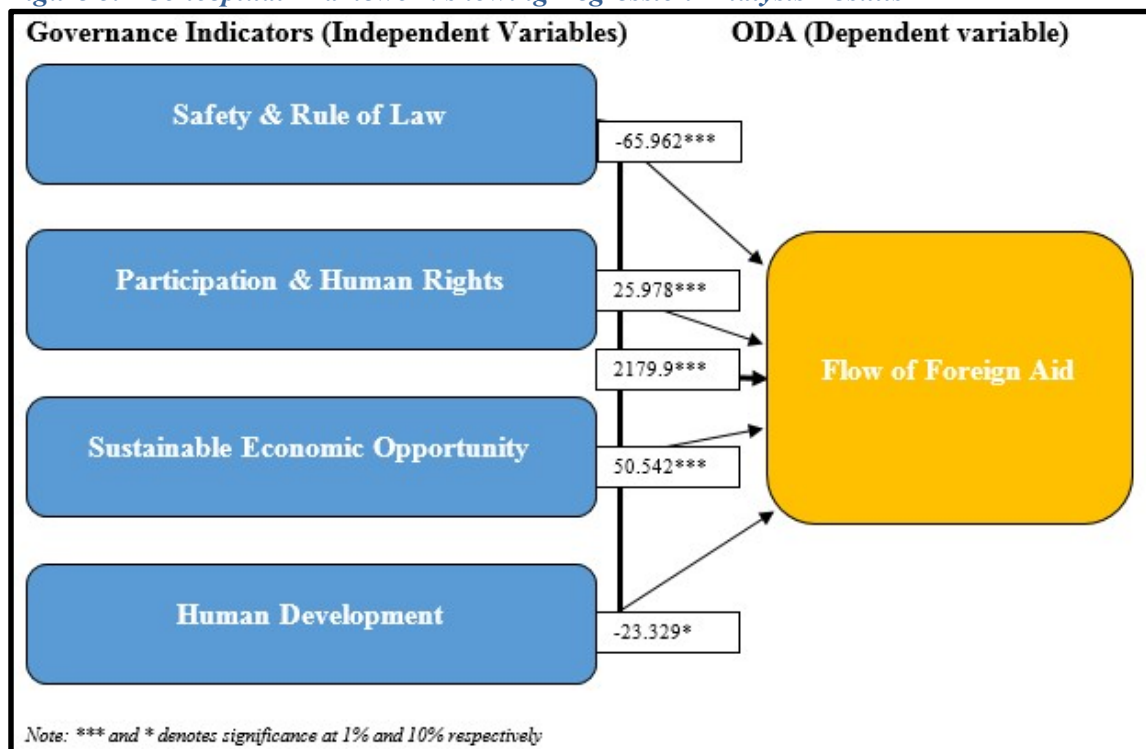 Governance Indicators (Independent Variables) ODA (Dependent variable)
Safety & Rule of Law
-65.962***
Participation & Human Rights
25.978***
2179.9***
Flow of Foreign Aid
Sustainable Economic Opportunity
50.542***
Human Development
-23.329*
Note: *** and * denotes significance at 1% and 10% respectively